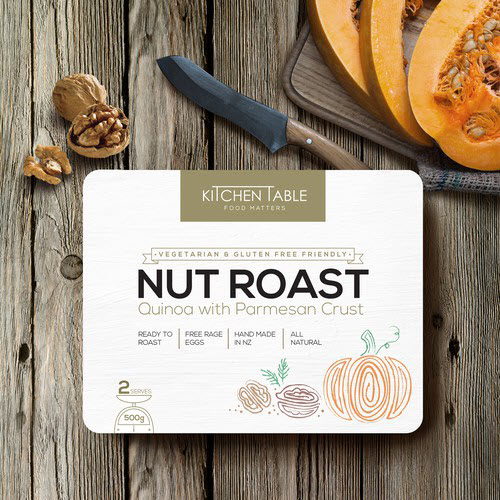 KITCHEN TABLE
FOOD MATTERS
VEGETARIAN & GLUTEN FREE FRIENDLY
NUT ROAST
Quinoa with Parmesan Crust
READY TO
ROAST
FREE RAGE
EGGS
HAND MADE
IN NZ
ALL
NATURAL
2 SERVES
500g